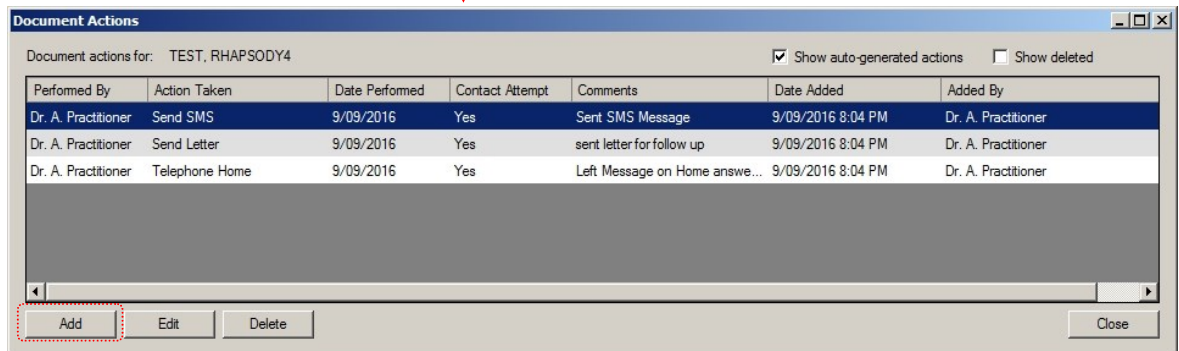 Document Actions
Document actions for: TEST, RHAPSODY4 Show auto-generated actions Show deleted
Performed By Action Taken Date Performed Contact Attempt Comments Date Added Added By
Dr. A. Practitioner Send SMS 9/09/2016 Yes Sent SMS Message 9/09/2016 8:04 PM Dr. A. Practitioner
Dr. A. Practitioner Send Letter 9/09/2016 Yes sent letter for follow up 9/09/2016 8:04 PM Dr. A. Practitioner
Dr. A. Practitioner Telephone Home 9/09/2016 Yes Left Message on Home answe... 9/09/2016 8:04 PM Dr. A. Practitioner
Add Edit Delete Close